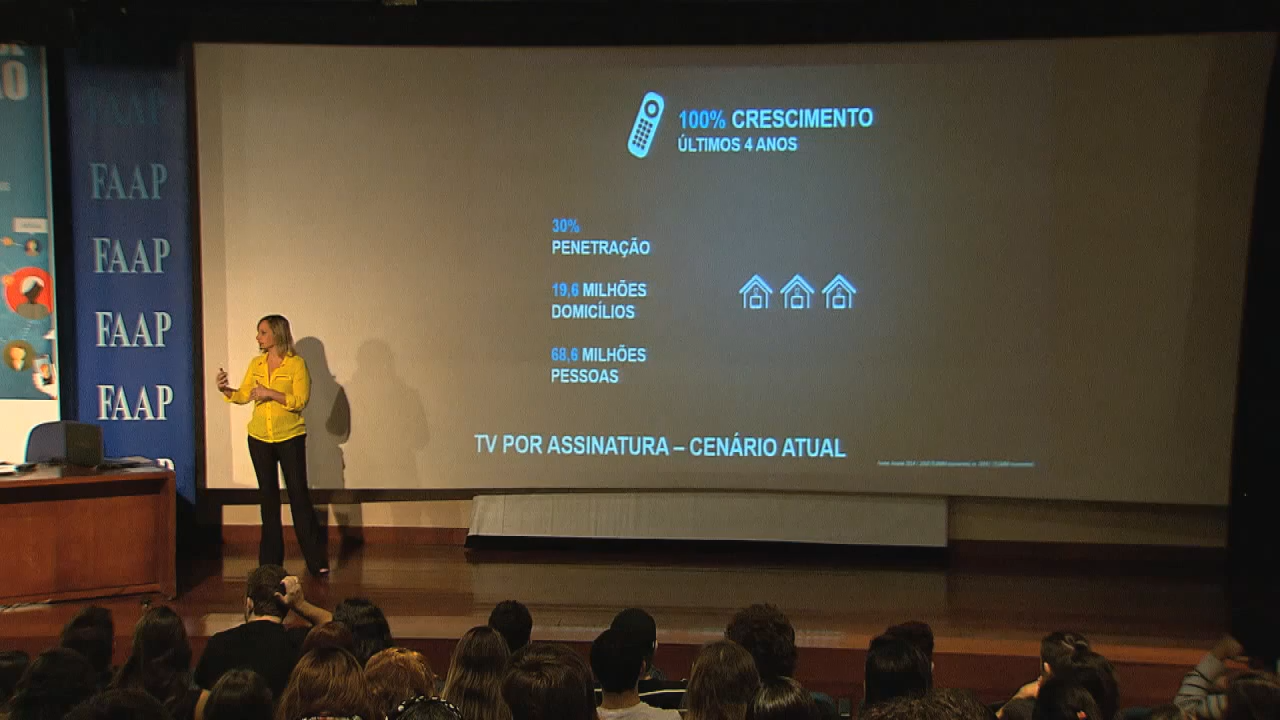 FAAP
FAAP
FAAP
FAAP
FAAP
100% CRESCIMENTO
ÚLTIMOS 4 ANOS
30%
PENETRAÇÃO
19,6 MILHÕES
DOMICÍLIOS
68,6 MILHÕES
PESSOAS
TV POR ASSINATURA – CENÁRIO ATUAL